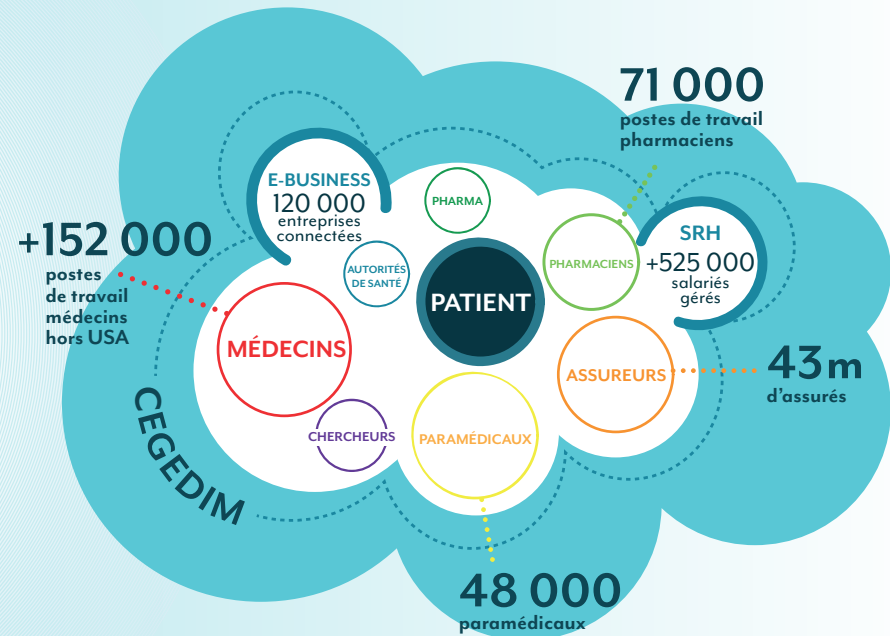 71 000
postes de travail
pharmaciens
E-BUSINESS
120 000
entreprises
connectées
PHARMA
+152 000
postes
de travail
médecins
hors USA
AUTORITÉS
DE SANTÉ
PATIENT
PHARMACIENS
SRH
+525 000
salariés
gérés
MÉDECINS
ASSUREURS
43m
d'assurés
CHERCHEURS
PARAMÉDICAUX
CEGEDIM
48 000
paramédicaux